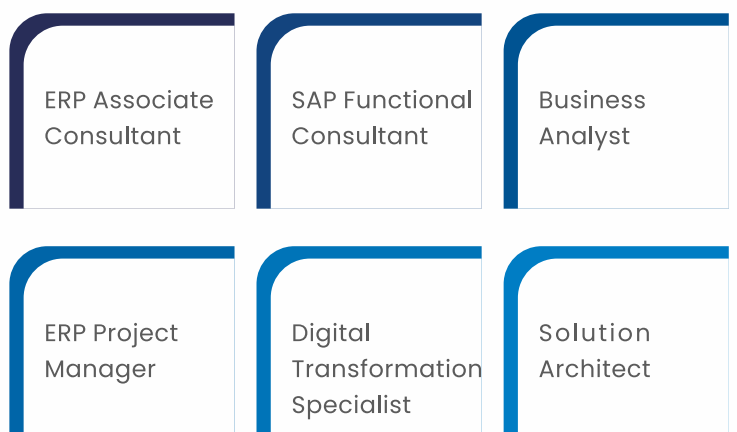 ERP Associate
Consultant
SAP Functional
Consultant
Business
Analyst
ERP Project
Manager
Digital
Transformation
Specialist
Solution
Architect